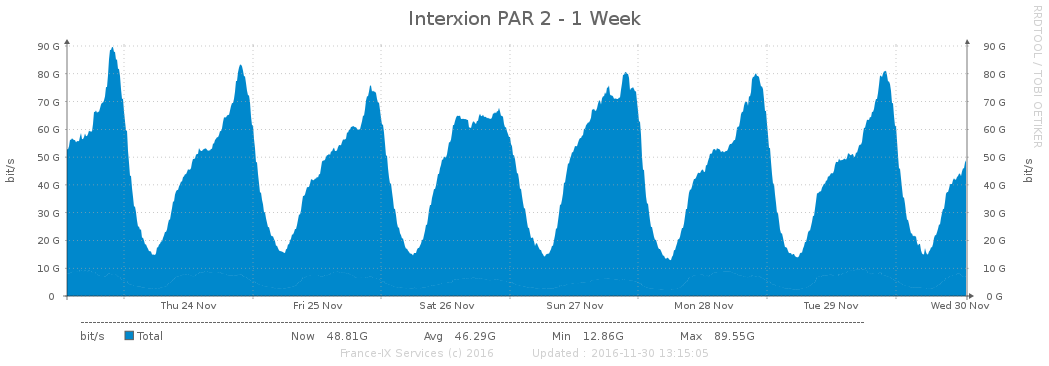 Interxion PAR 2 - 1 Week
RRDTOOL / TOBI OETIKER
bit/s
bit/s
90 G 90 G
80 G 80 G
70 G 70 G
60 G 60 G
50 G 50 G
40 G 40 G
30 G 30 G
20 G 20 G
10 G 10 G
0 0 G
Thu 24 Nov Fri 25 Nov Sat 26 Nov Sun 27 Nov Mon 28 Nov Tue 29 Nov Wed 30 Nov
bit/s Total Now 48.81G Avg 46.29G Min 12.86G Max 89.55G
France-IX Services (c) 2016 Updated : 2016-11-30 13:15:05